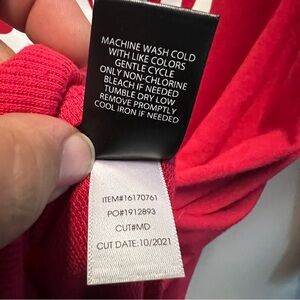 MACHINE WASH COLD
WITH LIKE COLORS
GENTLE CYCLE
ONLY NON-CHLORINE
BLEACH IF NEEDED
TUMBLE DRY LOW
REMOVE PROMPTLY
COOL IRON IF NEEDED
ITEM#16170761
PO#1912893
CUT#MD
CUT DATE:10/2021